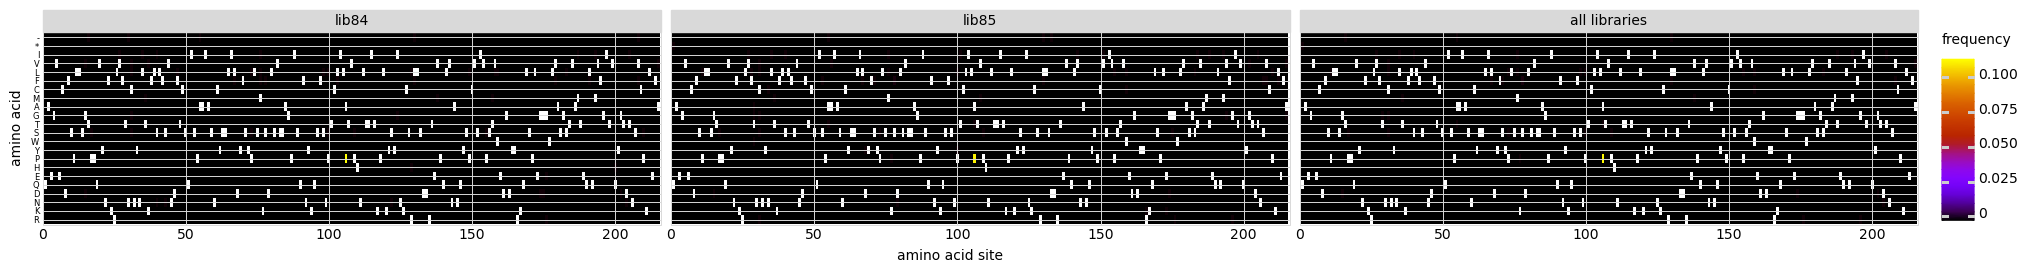 lib84 lib85 all libraries
frequency
0.100
0.075
0.050
0.025
0
amino acid
-
*
I
V
L
F
C
M
A
G
T
S
W
Y
P
H
E
Q
D
N
K
R
0 50 100 150 200 0 50 100 150 200 0 50 100 150 200
amino acid site